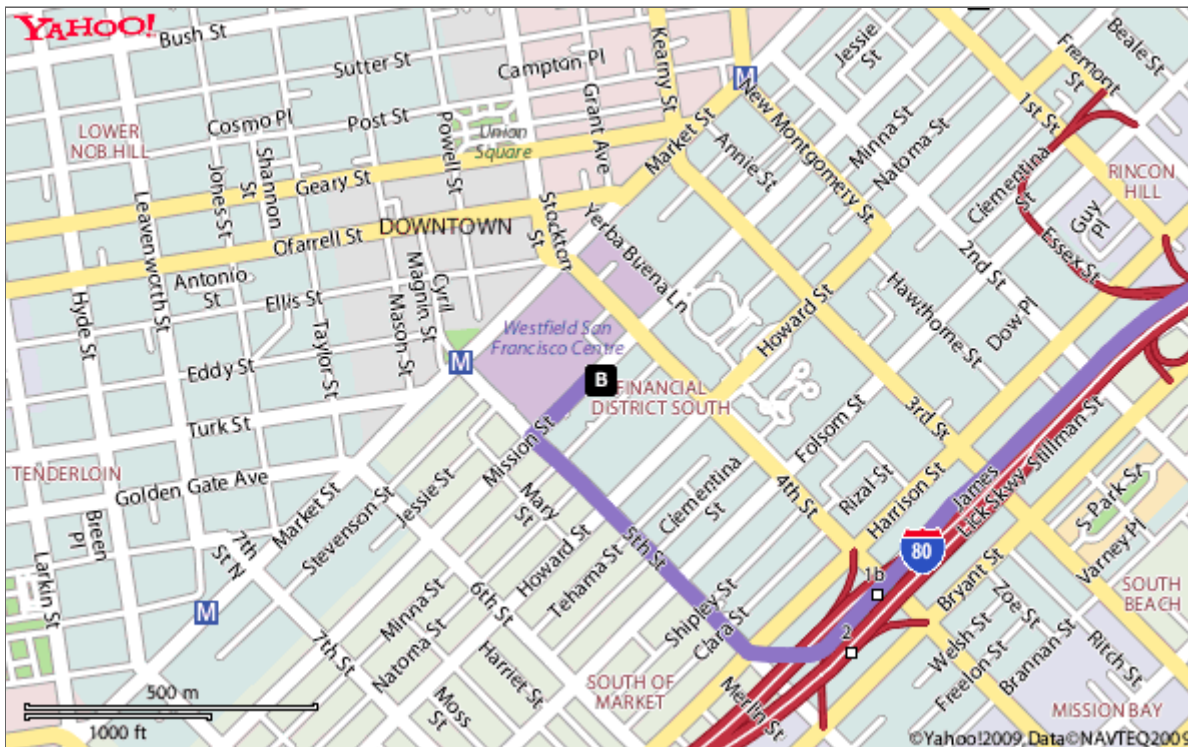 YAHOO!
Bush St
Sutter St
Campton Pl
Kearny St
Jessie St
Fremont St
Beale St
LOWER NOB HILL
Cosmo Pl
Post St
Union Square
Grant Ave
Market St
New Montgomery St
1st St
Jones St
Shannon St
Powell St
Annie St
Minna St
Natoma St
Clementina St
RINCON HILL
Leavenworth St
Geary St
Guy Pl
DOWNTOWN
Stockton St
Yerba Buena Ln
Ofarrell St
2nd St
Essex St
Antonio St
Ellis St
Cyril Magnin St
Mason St
Taylor St
Hyde St
Westfield San Francisco Centre
Howard St
Hawthorne St
Dow Pl
M
M
M
Eddy St
B
FINANCIAL DISTRICT SOUTH
3rd St
Turk St
Mission St
Folsom St
Stillman St
TENDERLOIN
Golden Gate Ave
Market St
Jessie St
Stevenson St
Mary St
Clementina St
4th St
Rizal St
Harrison St
James Lick Skwy
S Park St
Varney Pl
Breen Pl
7th St N
Howard St
5th St
Tehama St
80
1b
2
Bryant St
Zoe St
SOUTH BEACH
Larkin St
Minna St
6th St
Shipley St
Clara St
Welsh St
Freelon St
Brannan St
Ritch St
7th St
Natoma St
Harriet St
Moss St
SOUTH OF MARKET
Merlin St
MISSION BAY
500 m
1000 ft
©Yahoo!2009,Data©NAVTEQ2009